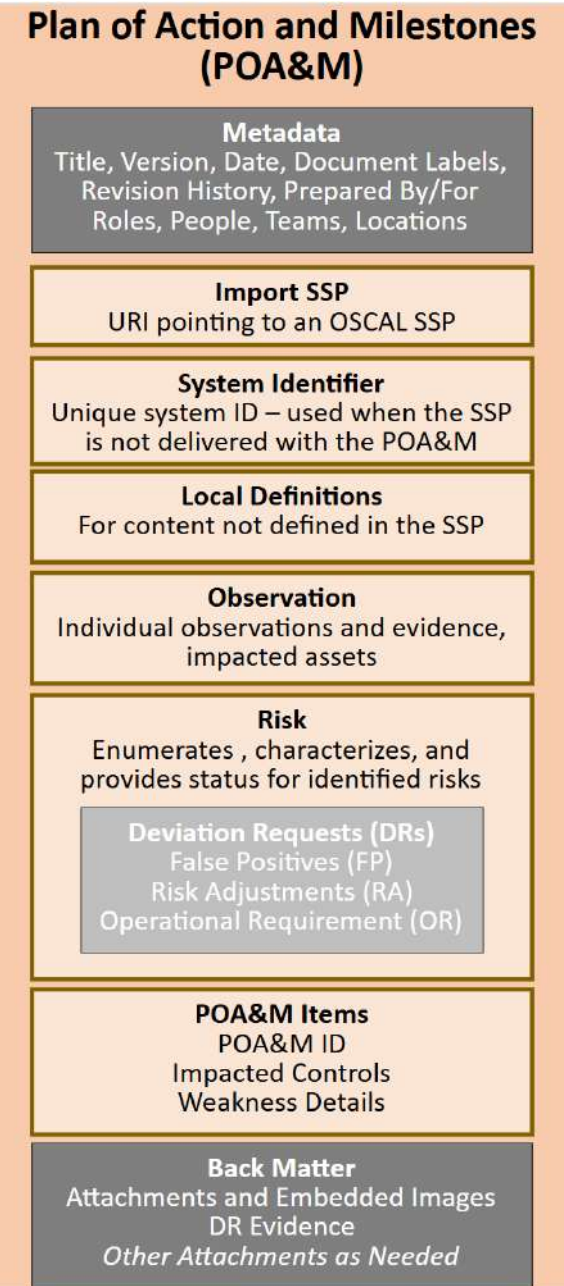 Plan of Action and Milestones
(POA&M)
Metadata
Title, Version, Date, Document Labels,
Revision History, Prepared By/For
Roles, People, Teams, Locations
Import SSP
URI pointing to an OSCAL SSP
System Identifier
Unique system ID – used when the SSP
is not delivered with the POA&M
Local Definitions
For content not defined in the SSP
Observation
Individual observations and evidence,
impacted assets
Risk
Enumerates , characterizes, and
provides status for identified risks
Deviation Requests (DRs)
False Positives (FP)
Risk Adjustments (RA)
Operational Requirement (OR)
POA&M Items
POA&M ID
Impacted Controls
Weakness Details
Back Matter
Attachments and Embedded Images
DR Evidence
Other Attachments as Needed